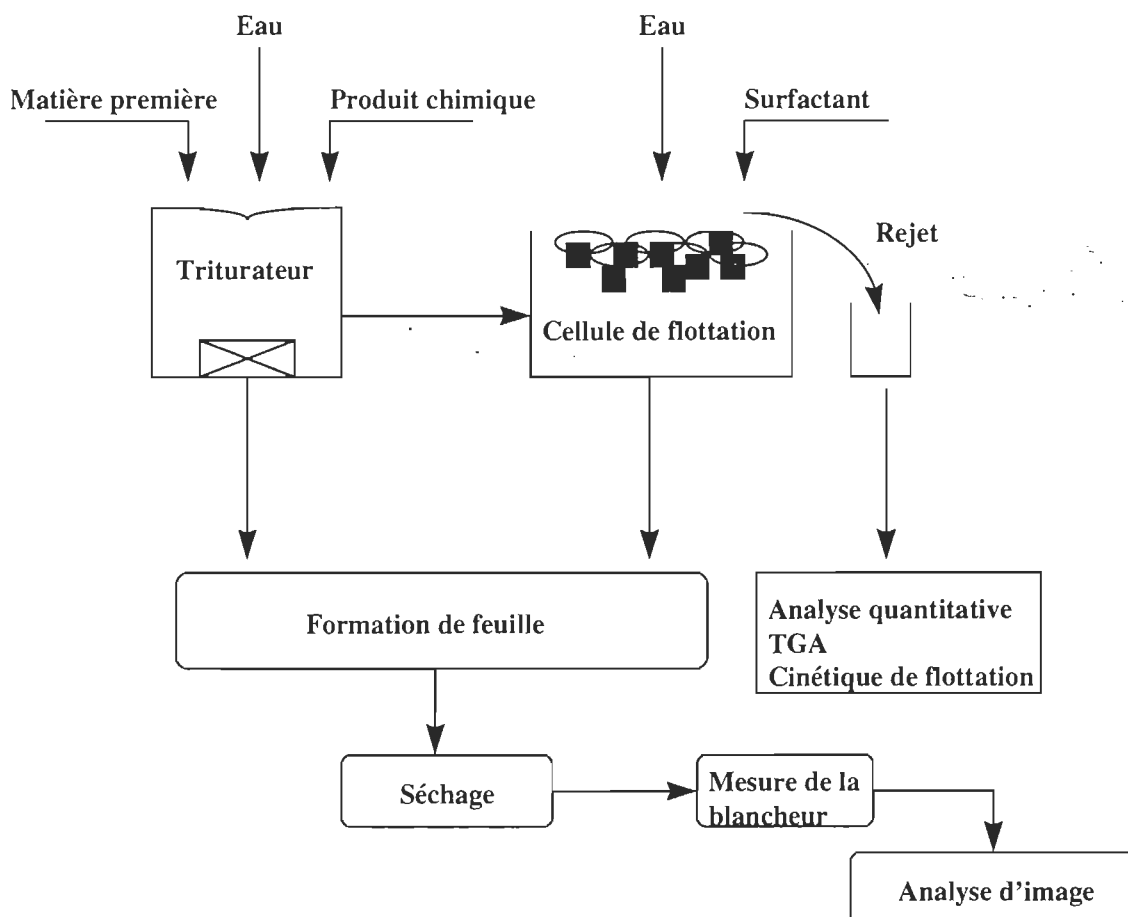 Eau
Eau
Matière première
Produit chimique
Surfactant
Triturateur
Rejet
Cellule de flottation
Formation de feuille
Analyse quantitative
TGA
Cinétique de flottation
Séchage
Mesure de la
blancheur
Analyse d'image